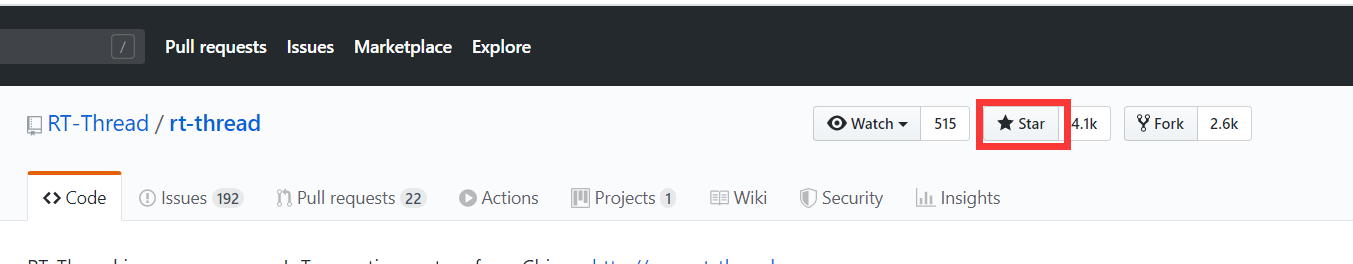 / Pull requests Issues Marketplace Explore
RT-Thread / rt-thread Watch 515 Star 4.1k Fork 2.6k
Code Issues 192 Pull requests 22 Actions Projects 1 Wiki Security Insights